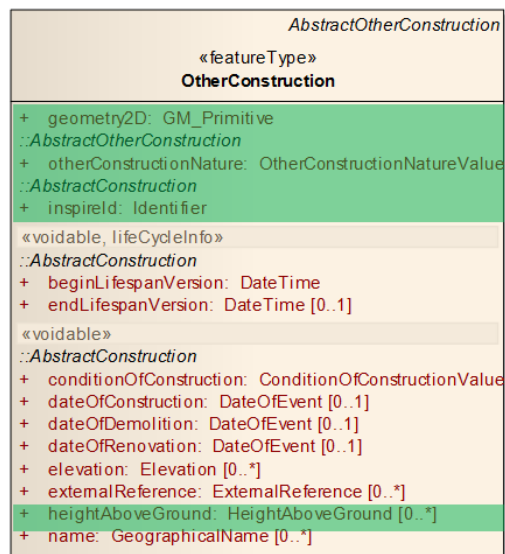 AbstractOtherConstruction
«featureType»
OtherConstruction
+ geometry2D: GM_Primitive
::AbstractOtherConstruction
+ otherConstructionNature: OtherConstructionNatureValue
::AbstractConstruction
+ inspireId: Identifier
«voidable, lifeCycleInfo»
::AbstractConstruction
+ beginLifespanVersion: DateTime
+ endLifespanVersion: DateTime [0..1]
«voidable»
::AbstractConstruction
+ conditionOfConstruction: ConditionOfConstructionValue
+ dateOfConstruction: DateOfEvent [0..1]
+ dateOfDemolition: DateOfEvent [0..1]
+ dateOfRenovation: DateOfEvent [0..1]
+ elevation: Elevation [0..*]
+ externalReference: ExternalReference [0..*]
+ heightAboveGround: HeightAboveGround [0..*]
+ name: GeographicalName [0..*]